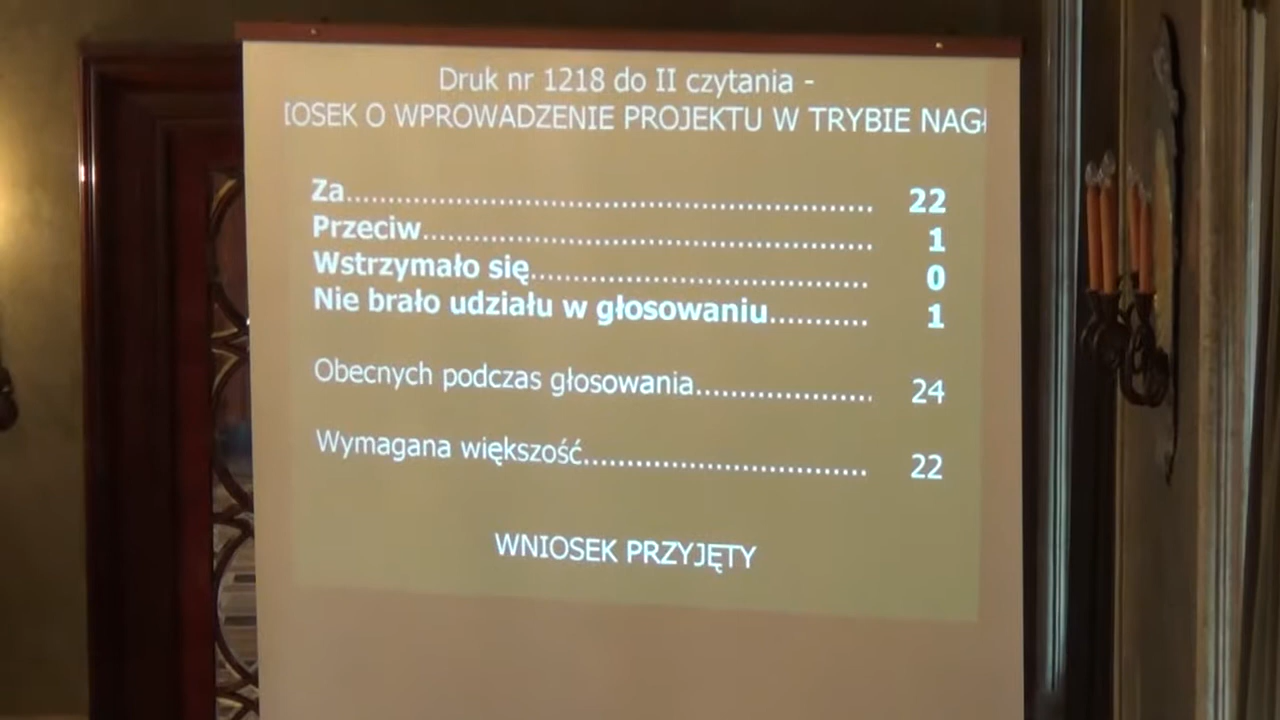 Druk nr 1218 do II czytania -
IOSEK O WPROWADZENIE PROJEKTU W TRYBIE NAGŁ
Za............................................................... 22
Przeciw...................................................... 1
Wstrzymało się......................................... 0
Nie brało udziału w głosowaniu........... 1
Obecnych podczas głosowania...................... 24
Wymagana większość................................... 22
WNIOSEK PRZYJĘTY